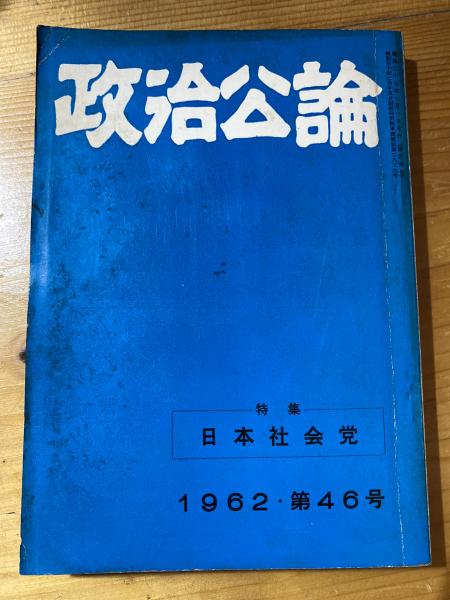 政治公論
特集
日本社会党
1962・第46号